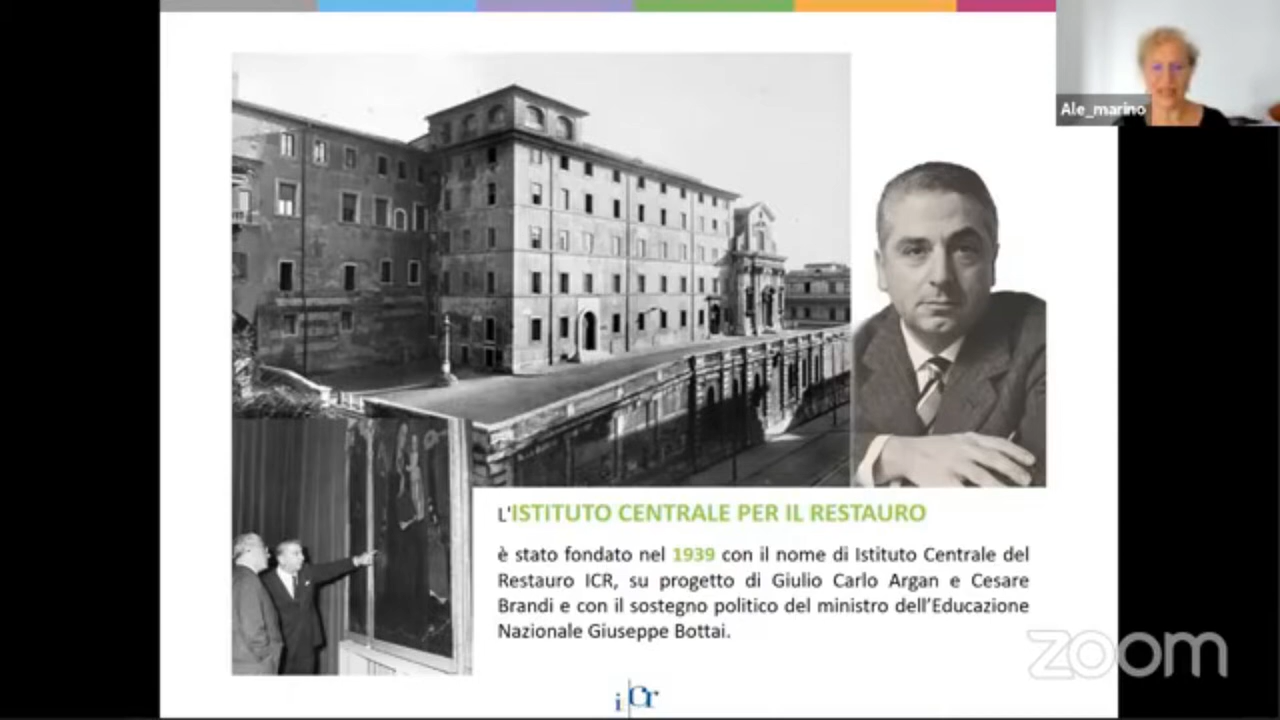 Ale_marino
L'ISTITUTO CENTRALE PER IL RESTAURO
è stato fondato nel 1939 con il nome di Istituto Centrale del
Restauro ICR, su progetto di Giulio Carlo Argan e Cesare
Brandi e con il sostegno politico del ministro dell'Educazione
Nazionale Giuseppe Bottai.
zoom
iCr